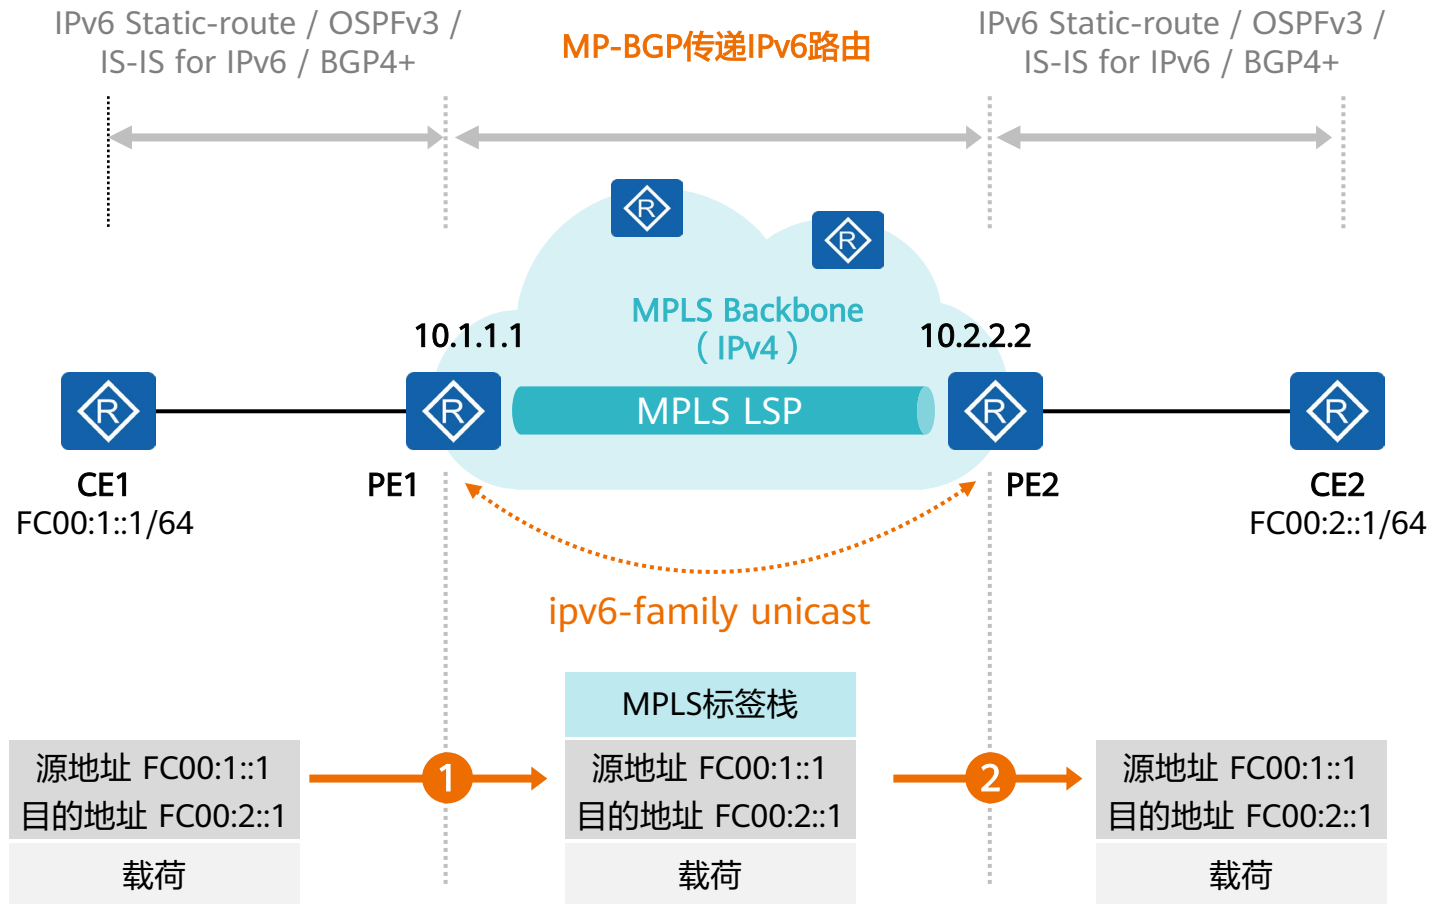 IPv6 Static-route / OSPFv3 /
IS-IS for IPv6 / BGP4+
MP-BGP传递IPv6路由
IPv6 Static-route / OSPFv3 /
IS-IS for IPv6 / BGP4+
R
R
MPLS Backbone
（ IPv4 ）
10.1.1.1
10.2.2.2
R
R
MPLS LSP
R
R
CE1
FC00:1::1/64
PE1
PE2
CE2
FC00:2::1/64
ipv6-family unicast
MPLS标签栈
源地址 FC00:1::1
目的地址 FC00:2::1
载荷
1
源地址 FC00:1::1
目的地址 FC00:2::1
载荷
2
源地址 FC00:1::1
目的地址 FC00:2::1
载荷